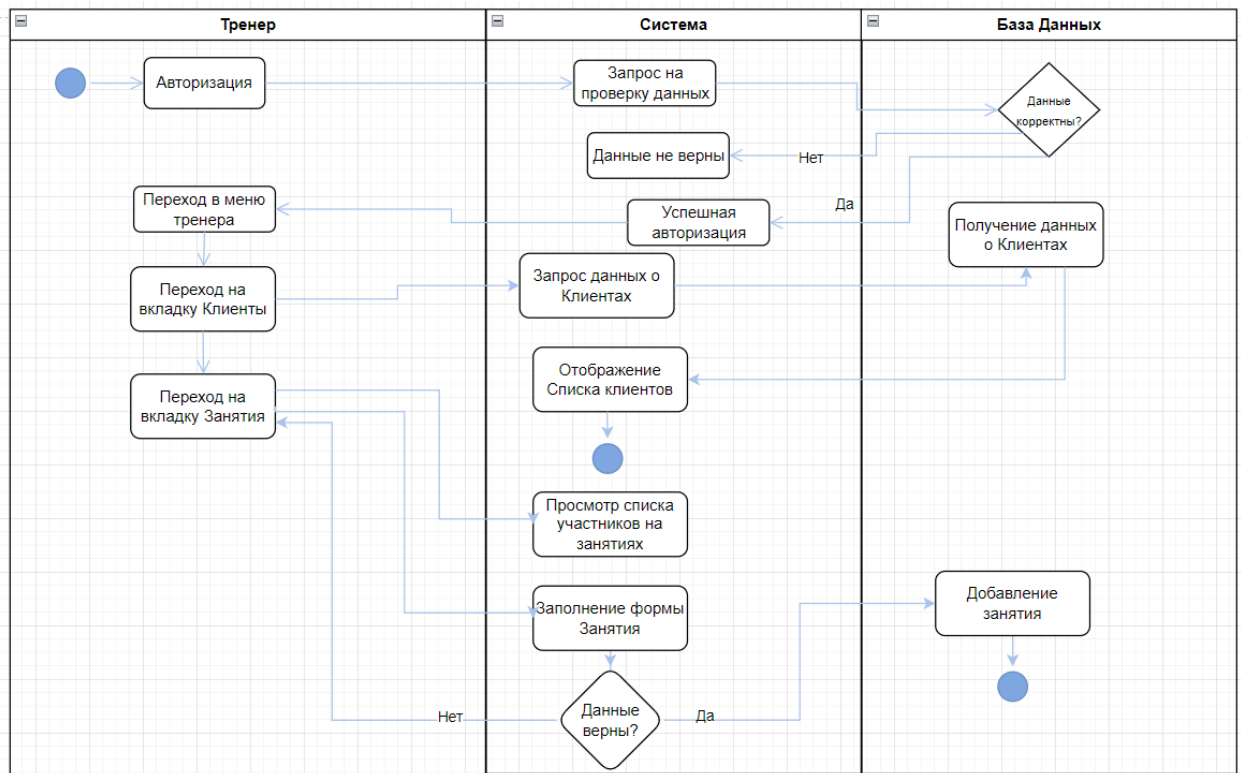 Тренер
Система
База Данных
Авторизация
Запрос на
проверку данных
Данные
корректны?
Данные не верны
Нет
Переход в меню
тренера
Успешная
авторизация
Да
Получение данных
о Клиентах
Переход на
вкладку Клиенты
Запрос данных о
Клиентах
Отображение
Списка клиентов
Переход на
вкладку Занятия
Просмотр списка
участников на
занятиях
Заполнение формы
Занятия
Добавление
занятия
Данные
верны?
Нет
Да